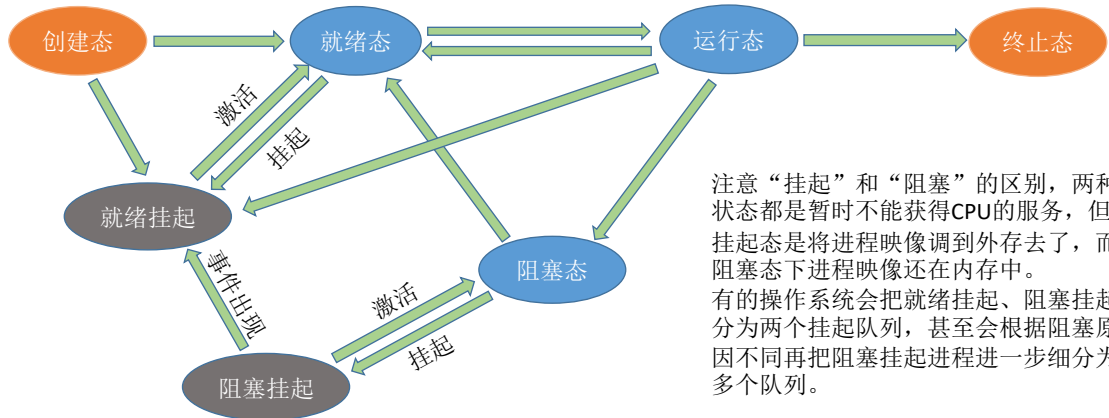 创建态
就绪态
运行态
终止态
激活
挂起
就绪挂起
事件出现
阻塞态
激活
挂起
阻塞挂起
注意“挂起”和“阻塞”的区别，两种
状态都是暂时不能获得CPU的服务，但
挂起态是将进程映像调到外存去了，而
阻塞态下进程映像还在内存中。
有的操作系统会把就绪挂起、阻塞挂起
分为两个挂起队列，甚至会根据阻塞原
因不同再把阻塞挂起进程进一步细分为
多个队列。